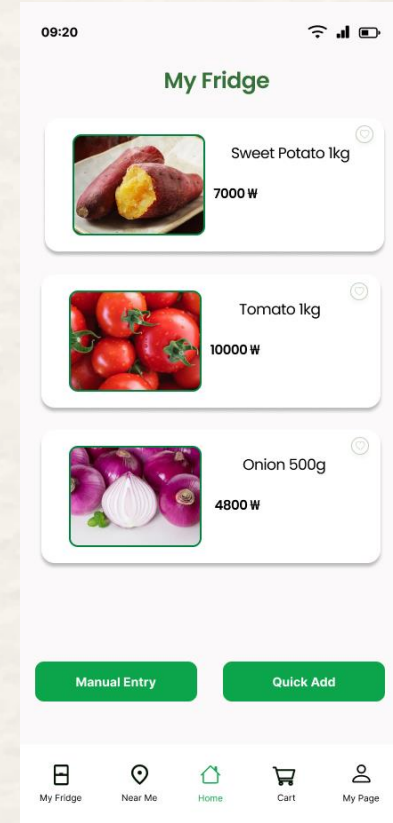 09:20
My Fridge
Sweet Potato 1kg
7000 ₩
Tomato 1kg
10000 ₩
Onion 500g
4800 ₩
Manual Entry
Quick Add
My Fridge
Near Me
Home
Cart
My Page